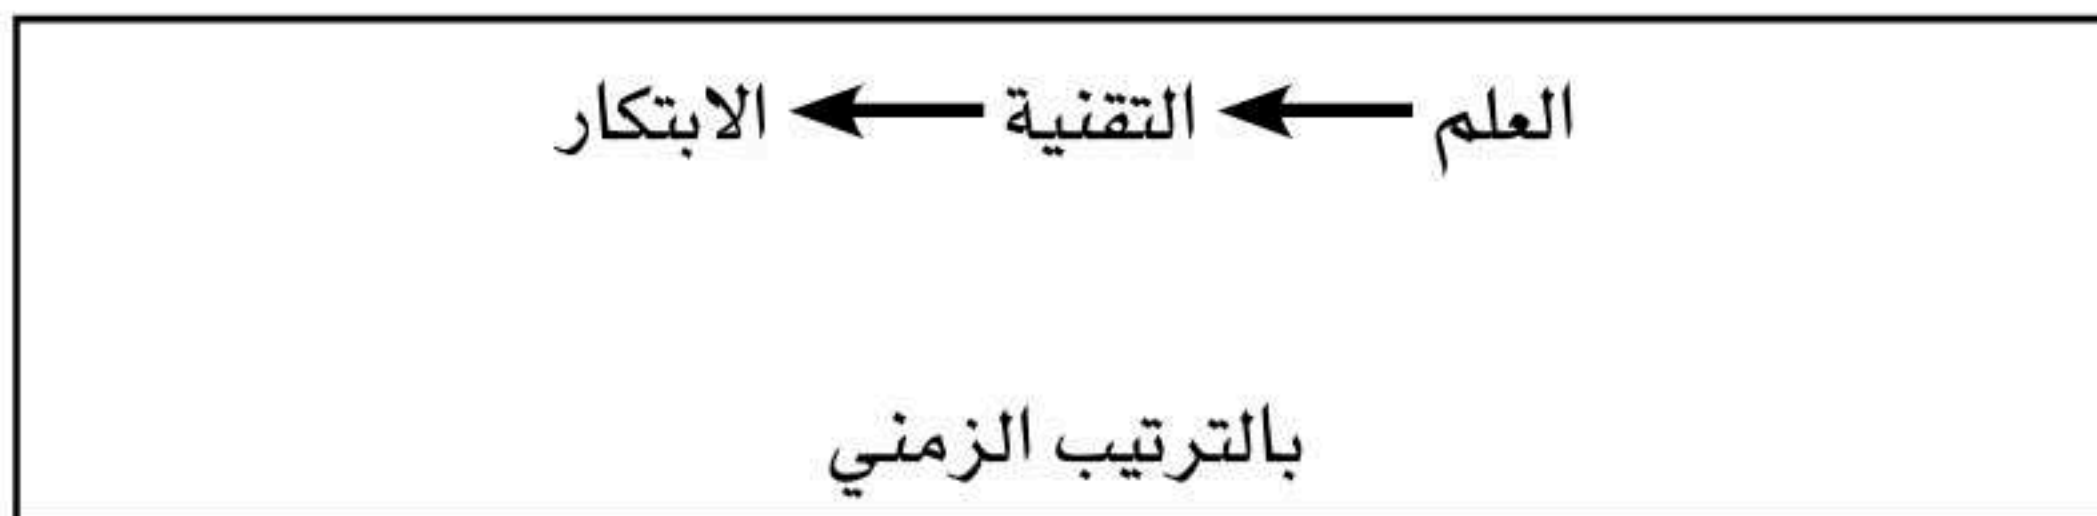 العلم ← التقنية ← الابتكار
بالترتيب الزمني